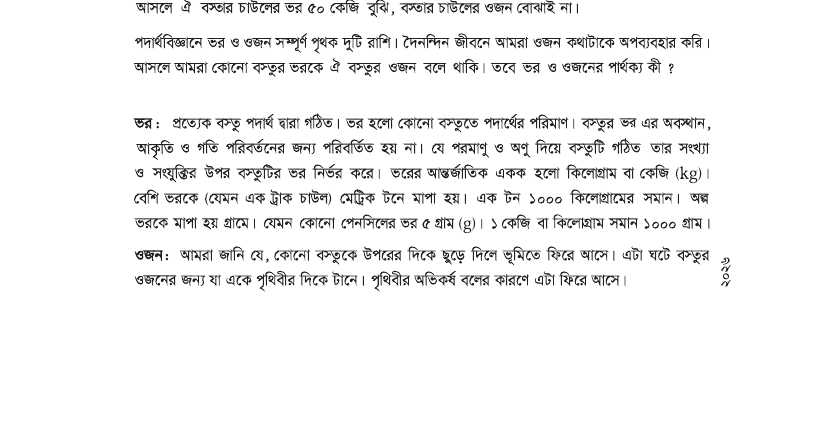 আসলে ঐ বস্তার চাউলের ভর ৫০ কেজি বুঝি, বস্তার চাউলের ওজন বোঝাই না।
পদার্থবিজ্ঞানে ভর ও ওজন সম্পূর্ণ পৃথক দুটি রাশি। দৈনন্দিন জীবনে আমরা ওজন কথাটাকে অপব্যবহার করি।
আসলে আমরা কোনো বস্তুর ভরকে ঐ বস্তুর ওজন বলে থাকি। তবে ভর ও ওজনের পার্থক্য কী ?
ভর : প্রত্যেক বস্তু পদার্থ দ্বারা গঠিত। ভর হলো কোনো বস্তুতে পদার্থের পরিমাণ। বস্তুর ভর এর অবস্থান,
আকৃতি ও গতি পরিবর্তনের জন্য পরিবর্তিত হয় না। যে পরমাণু ও অণু দিয়ে বস্তুটি গঠিত তার সংখ্যা
ও সংযুক্তির উপর বস্তুটির ভর নির্ভর করে। ভরের আন্তর্জাতিক একক হলো কিলোগ্রাম বা কেজি (kg)।
বেশি ভরকে (যেমন এক ট্রাক চাউল) মেট্রিক টনে মাপা হয়। এক টন ১০০০ কিলোগ্রামের সমান। অল্প
ভরকে মাপা হয় গ্রামে। যেমন কোনো পেনসিলের ভর ৫ গ্রাম (g)। ১ কেজি বা কিলোগ্রাম সমান ১০০০ গ্রাম।
ওজন : আমরা জানি যে, কোনো বস্তুকে উপরের দিকে ছুড়ে দিলে ভূমিতে ফিরে আসে। এটা ঘটে বস্তুর
ওজনের জন্য যা একে পৃথিবীর দিকে টানে। পৃথিবীর অভিকর্ষ বলের কারণে এটা ফিরে আসে।
২০২৬